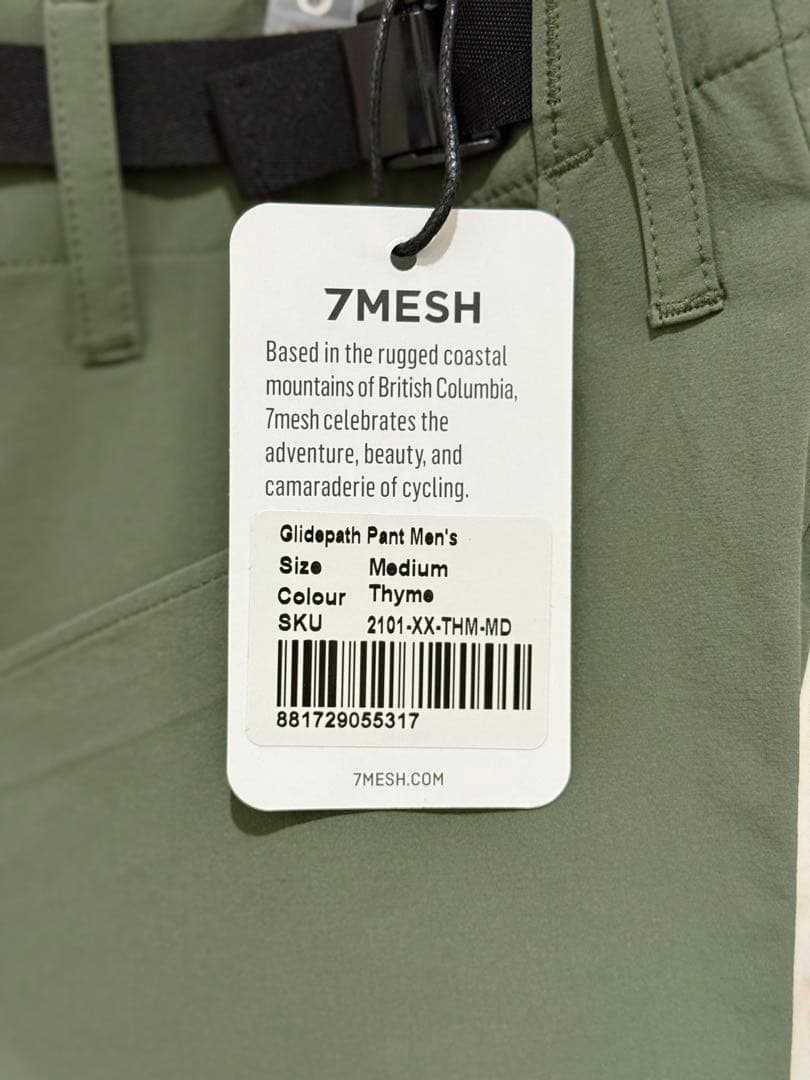 7MESH
Based in the rugged coastal
mountains of British Columbia,
7mesh celebrates the
adventure, beauty, and
camaraderie of cycling.
Glidepath Pant Men's
Size Medium
Colour Thyme
SKU 2101-XX-THM-MD
881729055317
7MESH.COM